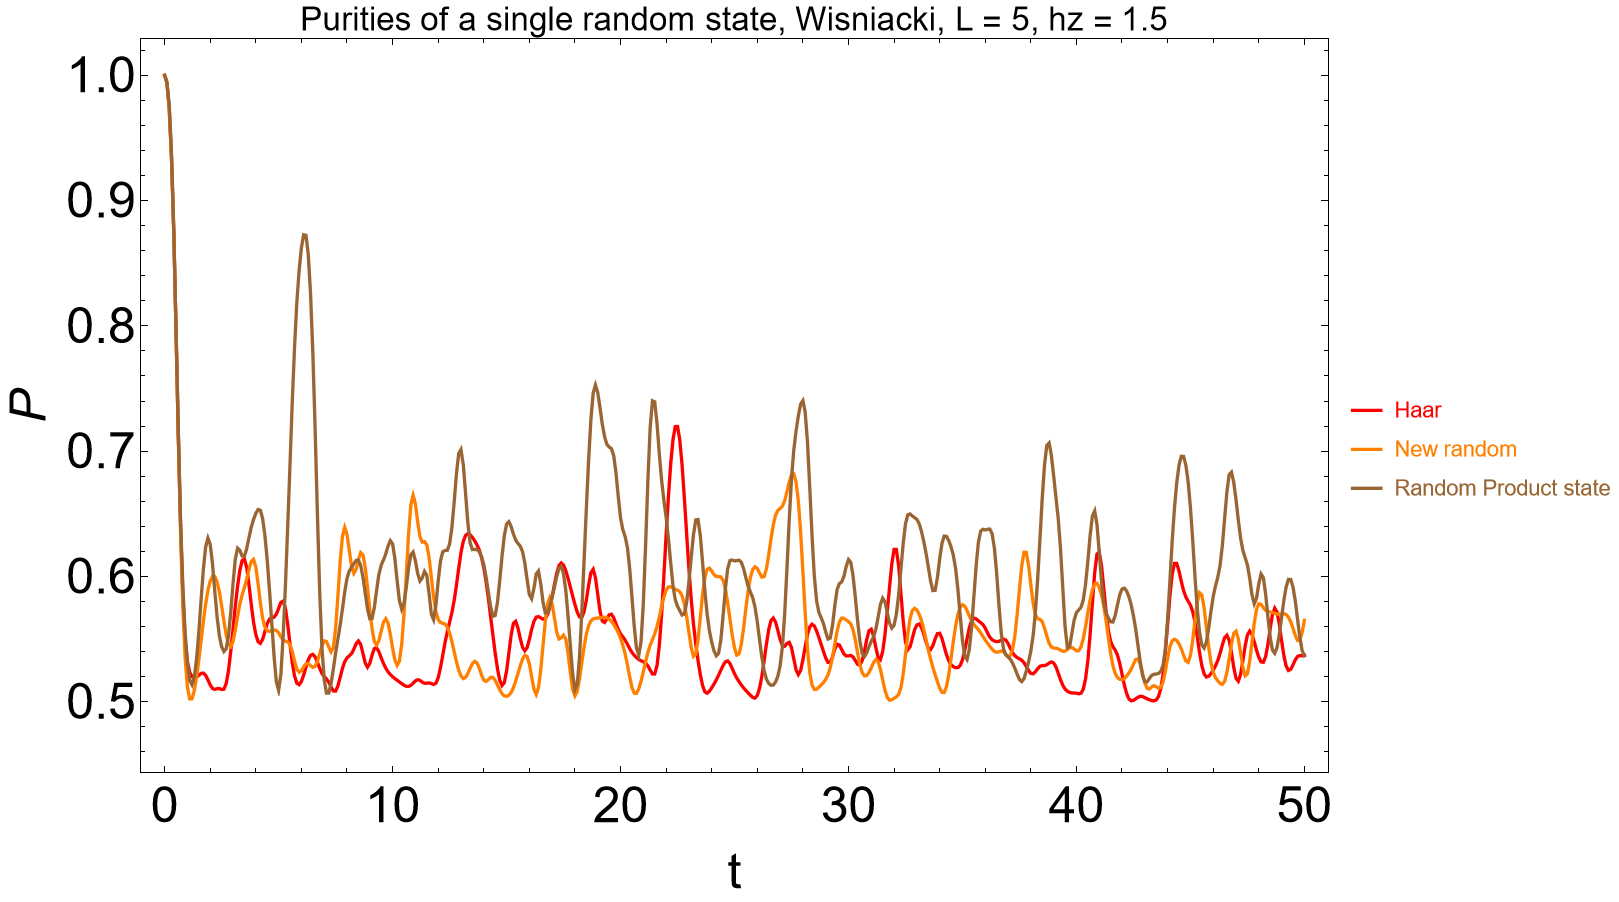 Purities of a single random state, Wisniacki, L = 5, hz = 1.5
1.0
0.9
0.8
0.7
0.6
0.5
P
0 10 20 30 40 50
t
Haar
New random
Random Product state